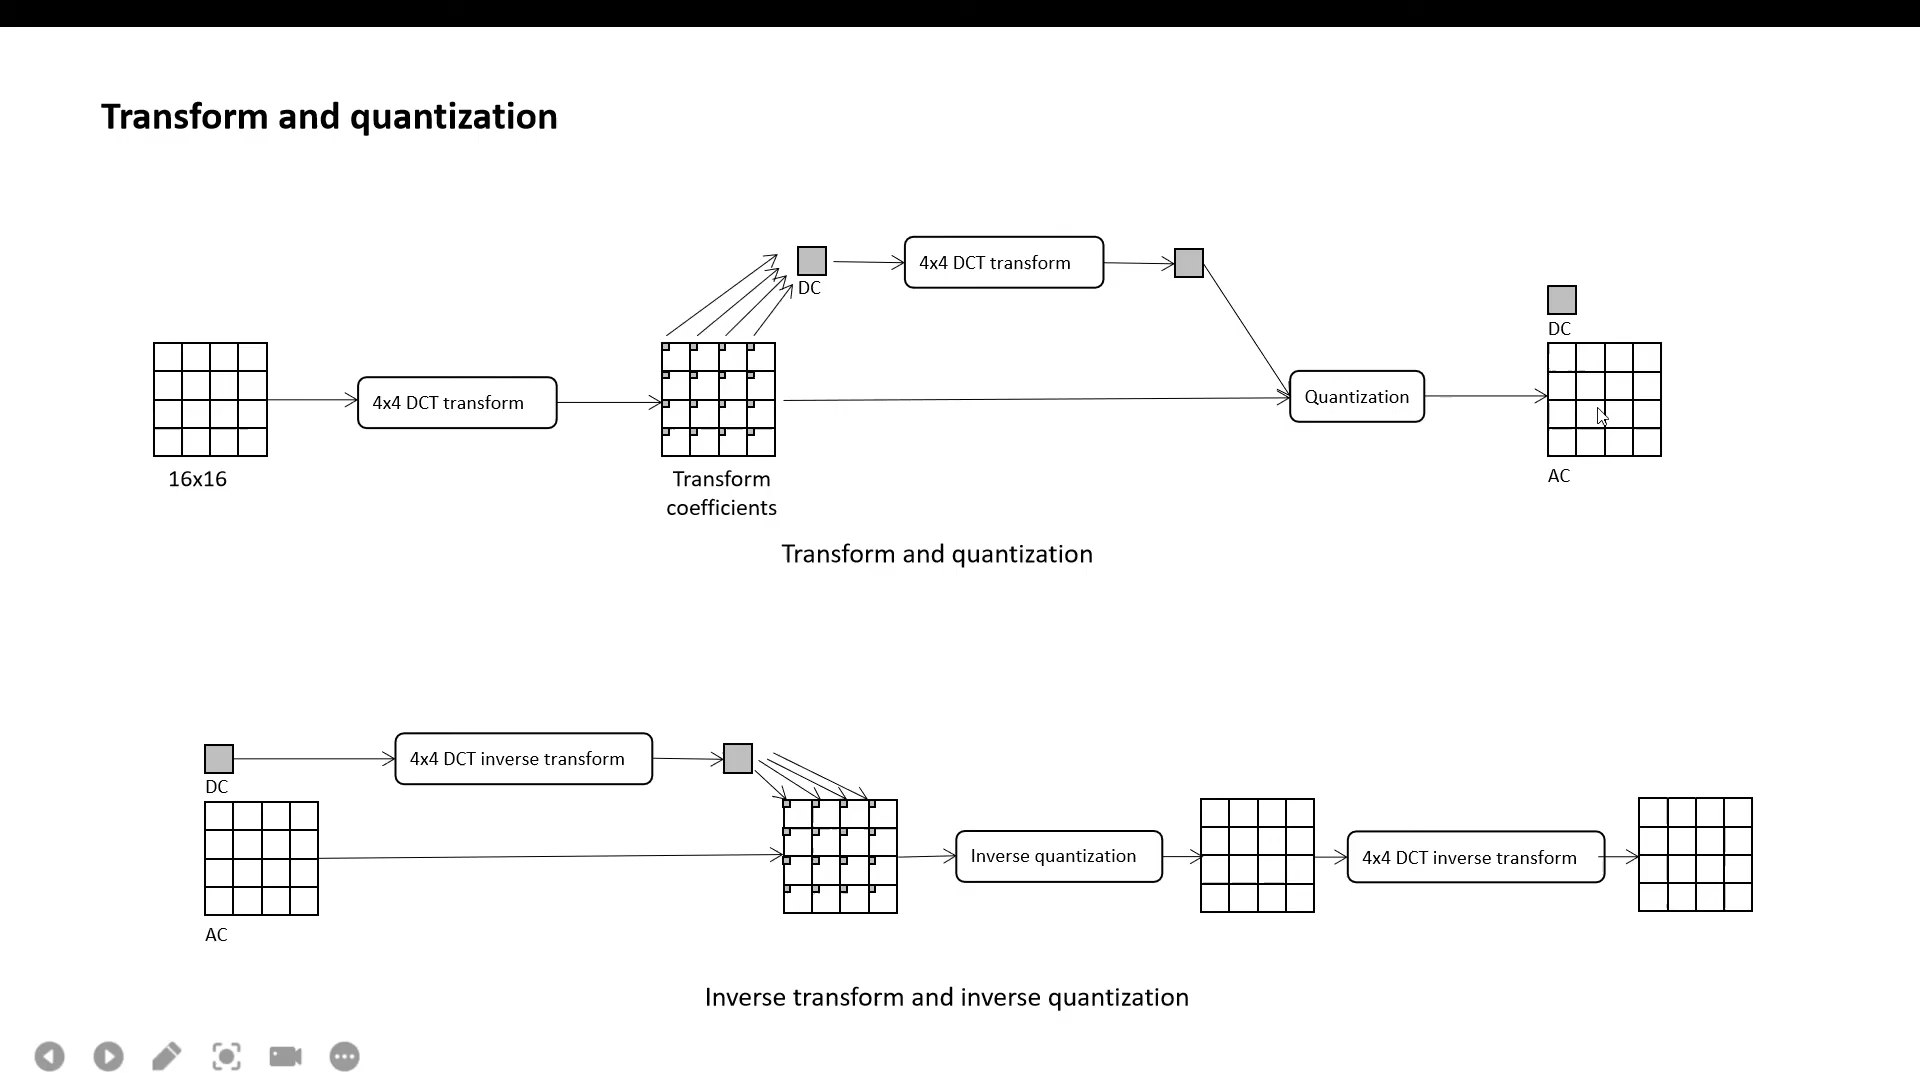 Transform and quantization
4x4 DCT transform
DC
DC
16x16
4x4 DCT transform
Transform
coefficients
Quantization
AC
Transform and quantization
DC
4x4 DCT inverse transform
AC
Inverse quantization
4x4 DCT inverse transform
Inverse transform and inverse quantization